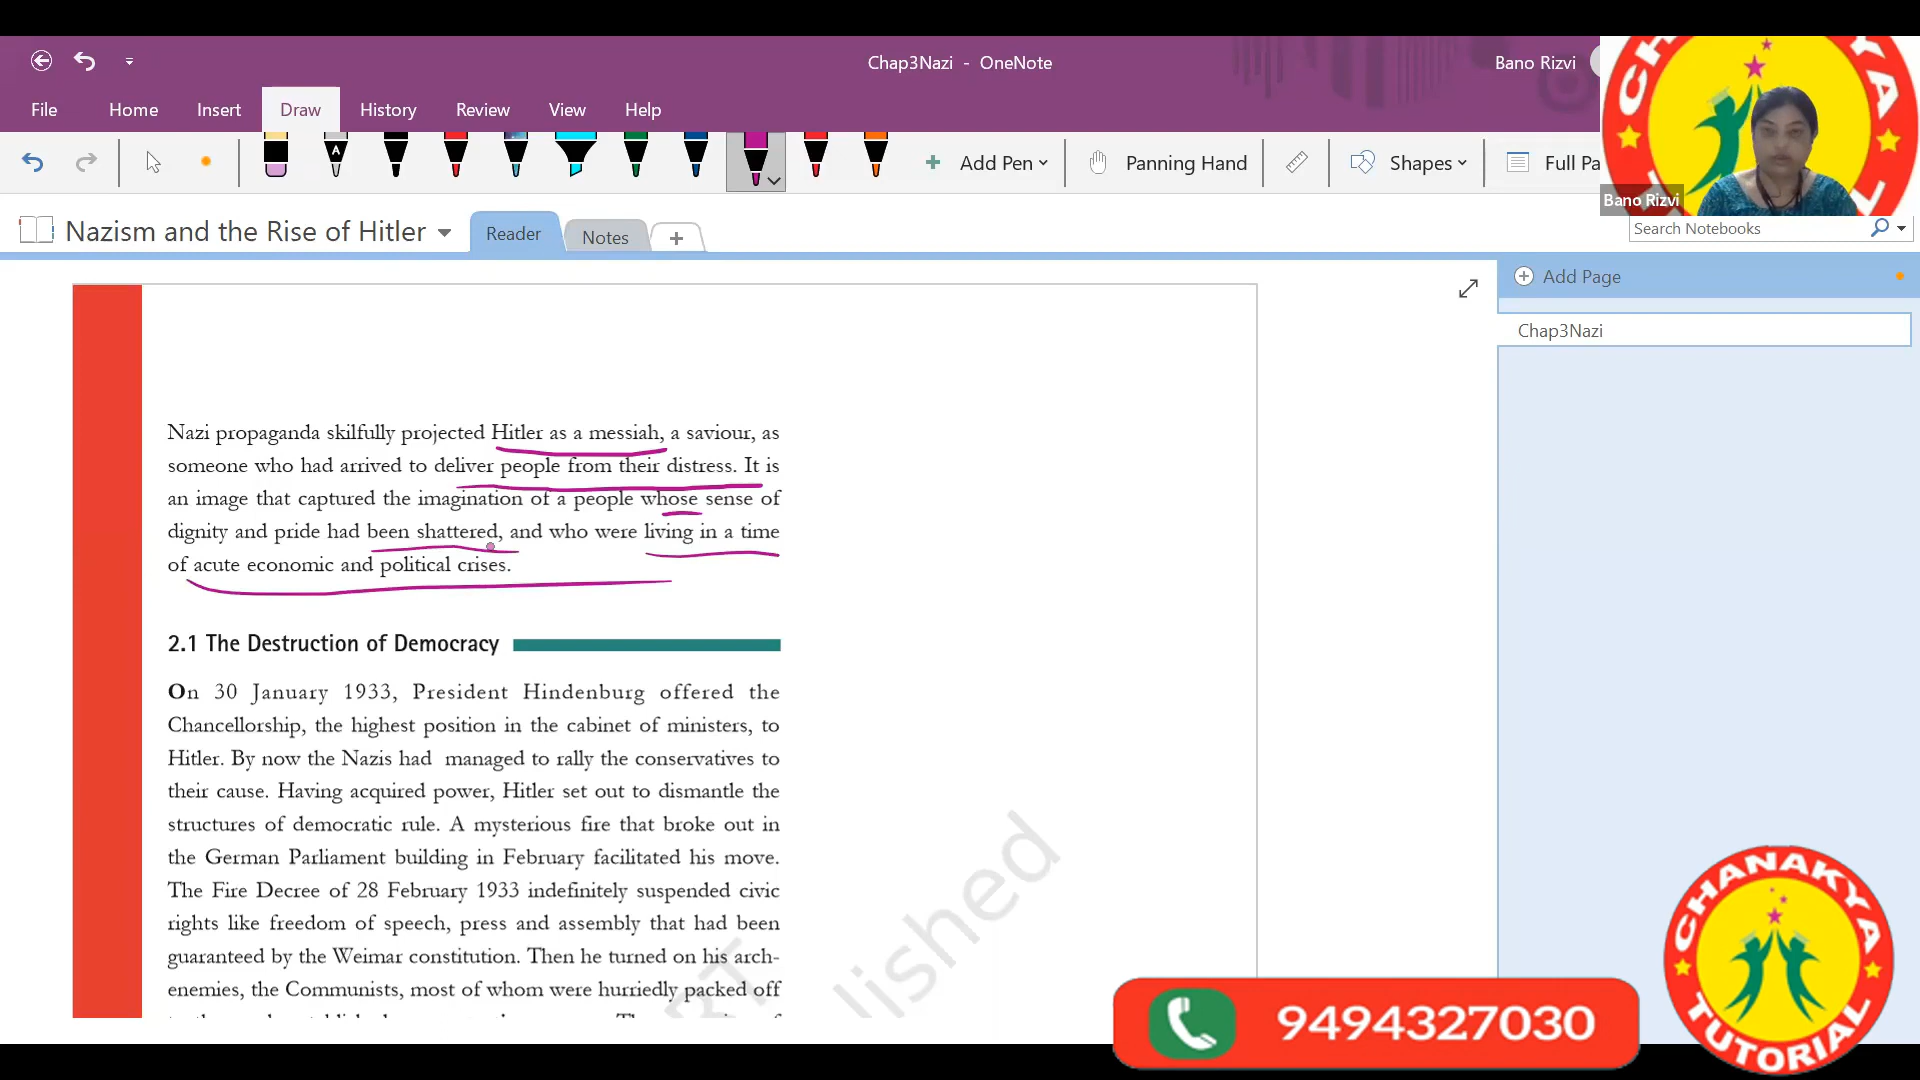 Chap3Nazi - OneNote
Bano Rizvi
File Home Insert Draw History Review View Help
A
Add Pen
Panning Hand
Shapes
Full Pa
CHANAKYA
Bano Rizvi
Nazism and the Rise of Hitler
Reader
Notes
Search Notebooks
Add Page
Chap3Nazi
Nazi propaganda skilfully projected Hitler as a messiah, a saviour, as
someone who had arrived to deliver people from their distress. It is
an image that captured the imagination of a people whose sense of
dignity and pride had been shattered, and who were living in a time
of acute economic and political crises.
2.1 The Destruction of Democracy
On 30 January 1933, President Hindenburg offered the
Chancellorship, the highest position in the cabinet of ministers, to
Hitler. By now the Nazis had managed to rally the conservatives to
their cause. Having acquired power, Hitler set out to dismantle the
structures of democratic rule. A mysterious fire that broke out in
the German Parliament building in February facilitated his move.
The Fire Decree of 28 February 1933 indefinitely suspended civic
rights like freedom of speech, press and assembly that had been
guaranteed by the Weimar constitution. Then he turned on his arch-
enemies, the Communists, most of whom were hurriedly packed off
lished
RT
CHANAKYA
TUTORIAL
9494327030